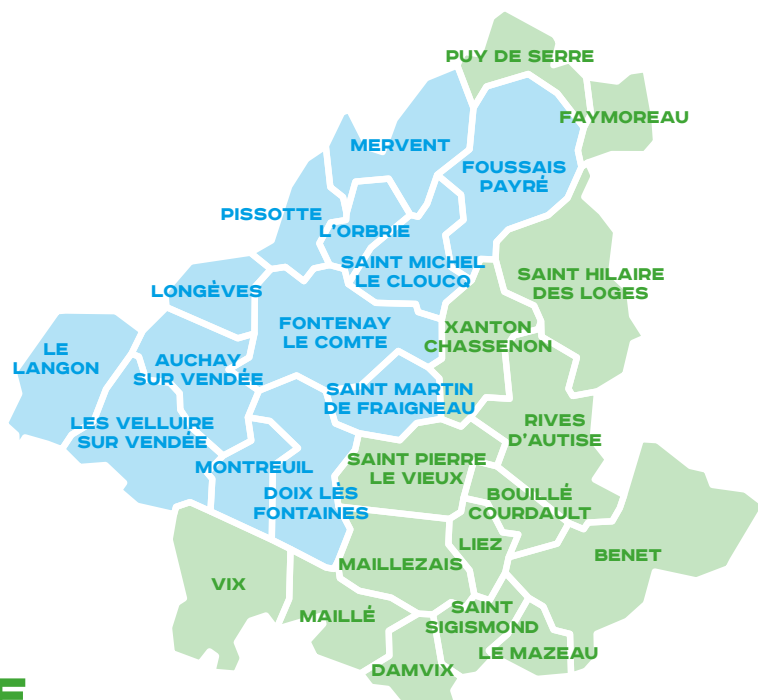 PUY DE SERRE
FAYMOREAU
MERVENT
FOUSSAIS
PAYRÉ
PISSOTTE
L'ORBRIE
SAINT MICHEL
LE CLOUCQ
SAINT HILAIRE
DES LOGES
LONGÈVES
FONTENAY
LE COMTE
XANTON
CHASSENON
LE
LANGON
AUCHAY
SUR VENDÉE
SAINT MARTIN
DE FRAIGNEAU
LES VELLUIRE
SUR VENDÉE
RIVES
D'AUTISE
MONTREUIL
SAINT PIERRE
LE VIEUX
DOIX LÈS
FONTAINES
BOUILLÉ
COURDAULT
LIEZ
BENET
MAILLEZAIS
VIX
MAILLÉ
SAINT
SIGISMOND
LE MAZEAU
DAMVIX